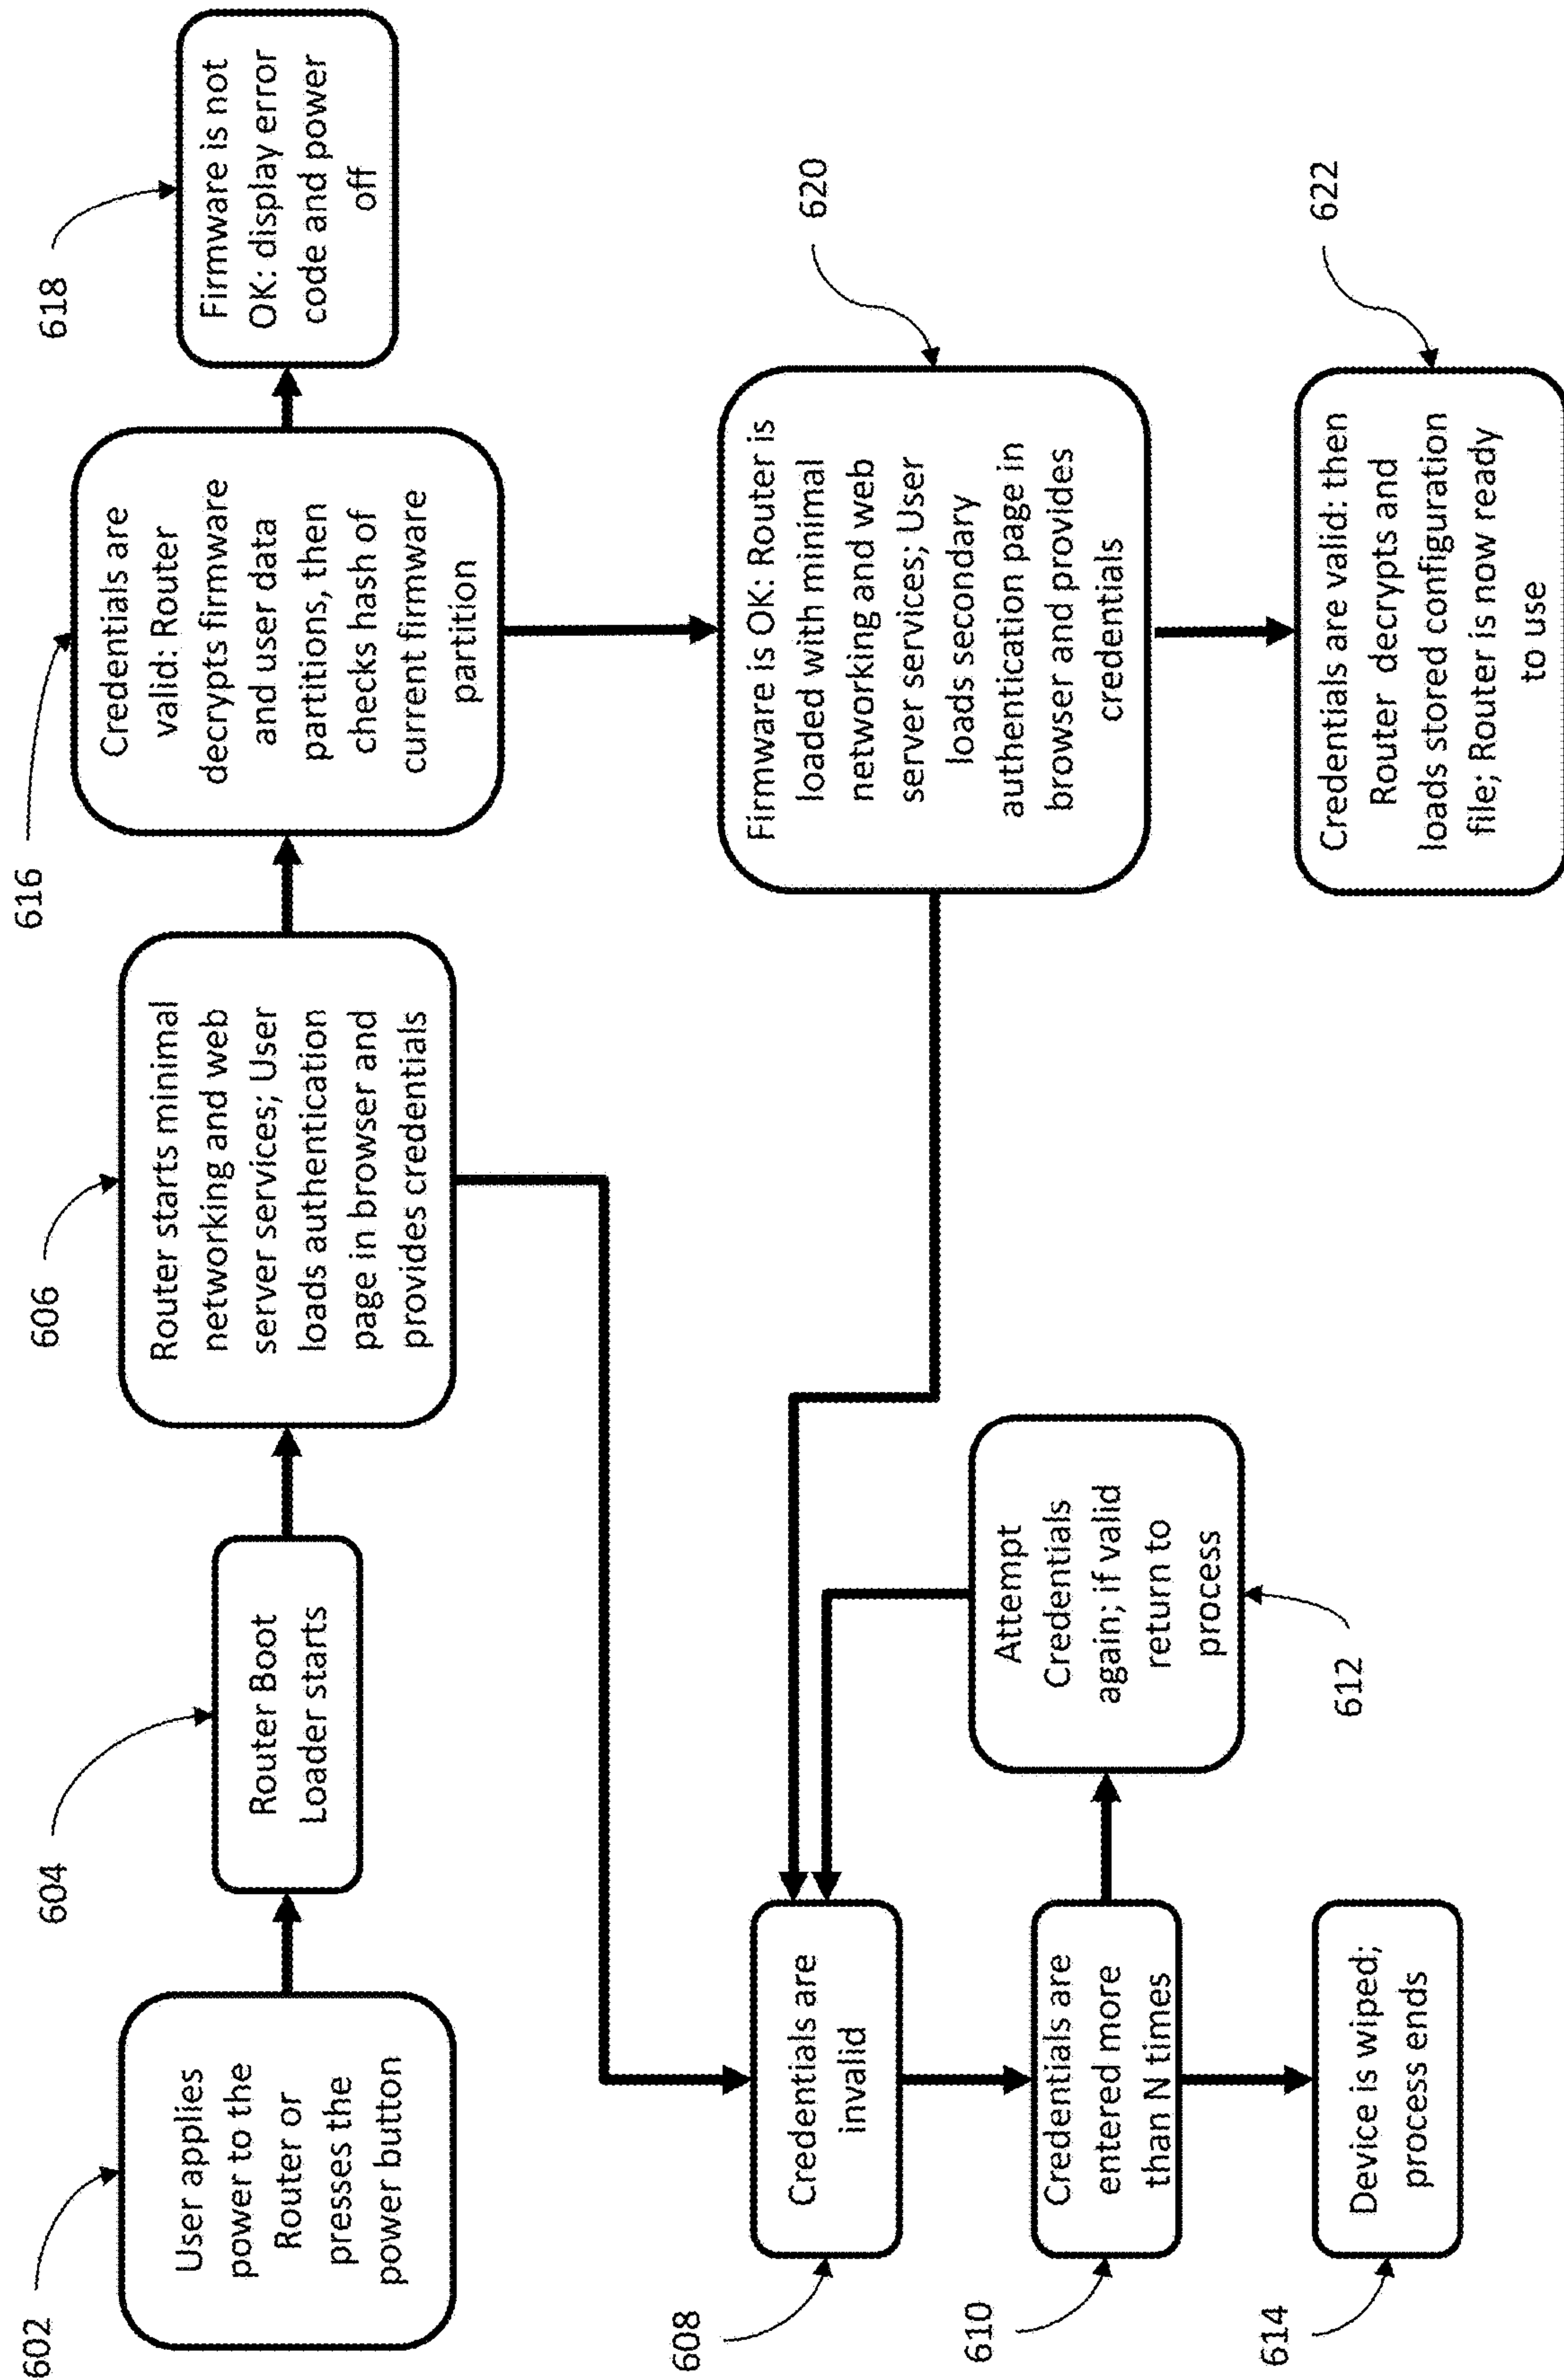 602
User applies
power to the
Router or
presses the
power button
604
Router Boot
Loader starts
606
Router starts minimal
networking and web
server services; User
loads authentication
page in browser and
provides credentials
616
Credentials are
valid: Router
decrypts firmware
and user data
partitions, then
checks hash of
current firmware
partition
618
Firmware is not
OK: display error
code and power
off
608
Credentials are
invalid
610
Credentials are
entered more
than N times
612
Attempt
Credentials
again; if valid
return to
process
614
Device is wiped;
process ends
620
Firmware is OK: Router is
loaded with minimal
networking and web
server services; User
loads secondary
authentication page in
browser and provides
credentials
622
Credentials are valid: then
Router decrypts and
loads stored configuration
file; Router is now ready
to use